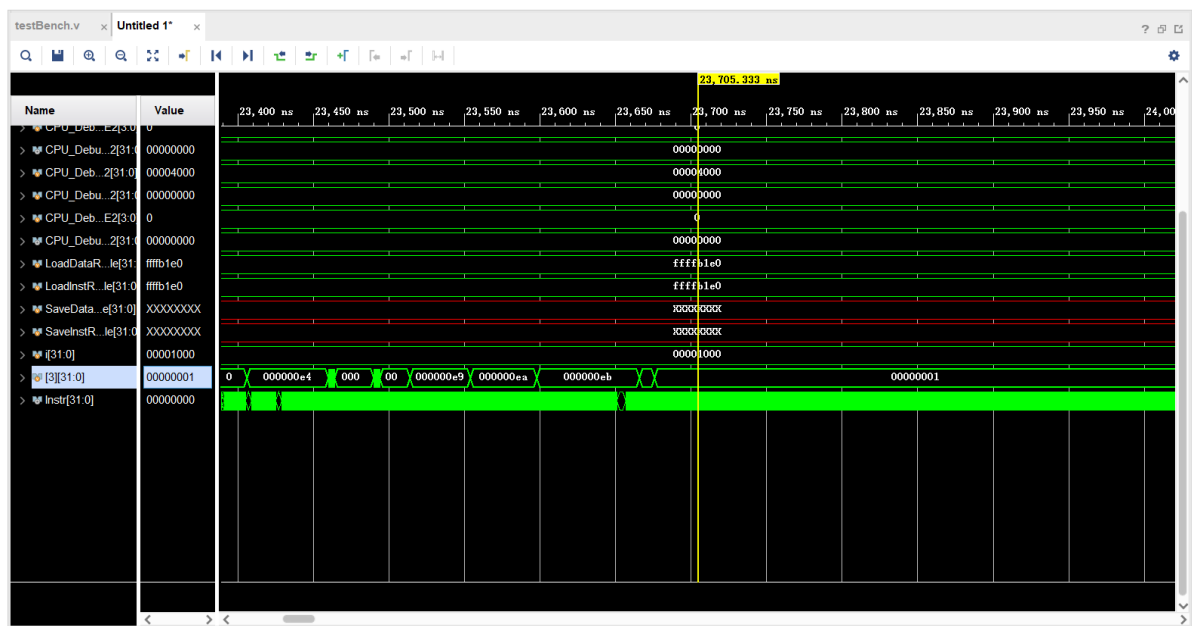 testBench.v × Untitled 1* ×
23,705.333 ns
Name Value
23,400 ns 23,450 ns 23,500 ns 23,550 ns 23,600 ns 23,650 ns 23,700 ns 23,750 ns 23,800 ns 23,850 ns 23,900 ns 23,950 ns 24,00
CPU_Deb...E2[3:0 0 0
CPU_Debu...2[31:0 00000000 00000000
CPU_Deb...2[31:0] 00004000 00004000
CPU_Debu...2[31:0 00000000 00000000
CPU_Deb...E2[3:0 0 0
CPU_Debu...2[31:0 00000000 00000000
LoadDataR...le[31: ffffb1e0 ffffb1e0
LoadInstR...le[31:0 ffffb1e0 ffffb1e0
SaveData...e[31:0] XXXXXXXX XXXXXXXX
SaveInstR...le[31:0 XXXXXXXX XXXXXXXX
i[31:0] 00001000 00001000
[3][31:0] 00000001 0 000000e4 000 00 000000e9 000000ea 000000eb 00000001
Instr[31:0] 00000000